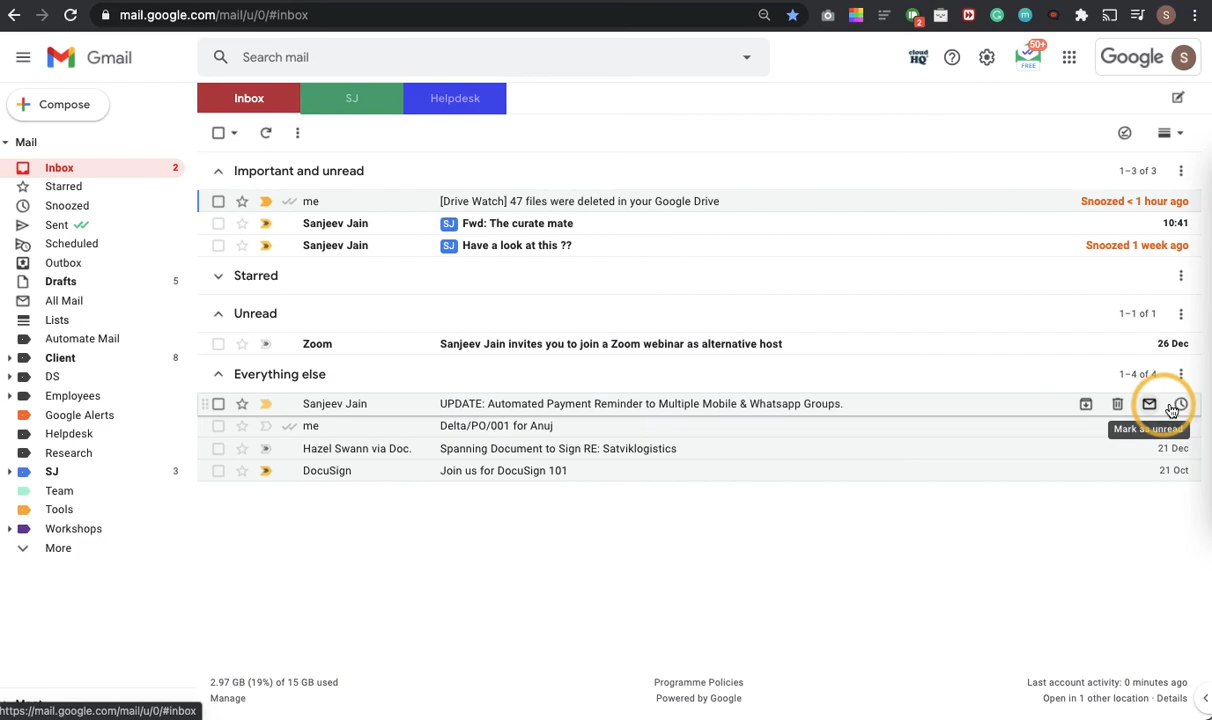 mail.google.com/mail/u/0/#inbox
2
S
Gmail
Search mail
cloud HQ
50+
FREE
Google S
Compose
Inbox SJ Helpdesk
Mail
Inbox 2
Starred
Snoozed
Sent
Scheduled
Outbox
Drafts 5
All Mail
Lists
Automate Mail
Client 8
DS
Employees
Google Alerts
Helpdesk
Research
SJ 3
Team
Tools
Workshops
More
Important and unread 1–3 of 3
me [Drive Watch] 47 files were deleted in your Google Drive Snoozed < 1 hour ago
Sanjeev Jain SJ Fwd: The curate mate 10:41
Sanjeev Jain SJ Have a look at this ?? Snoozed 1 week ago
Starred
Unread 1–1 of 1
Zoom Sanjeev Jain invites you to join a Zoom webinar as alternative host 26 Dec
Everything else 1–4 of 4
Sanjeev Jain UPDATE: Automated Payment Reminder to Multiple Mobile & Whatsapp Groups.
me Delta/PO/001 for Anuj
Mark as unread
Hazel Swann via Doc. Spanning Document to Sign RE: Satviklogistics 21 Dec
DocuSign Join us for DocuSign 101 21 Oct
2.97 GB (19%) of 15 GB used
Manage
Programme Policies
Powered by Google
Last account activity: 0 minutes ago
Open in 1 other location · Details
https://mail.google.com/mail/u/0/#inbox